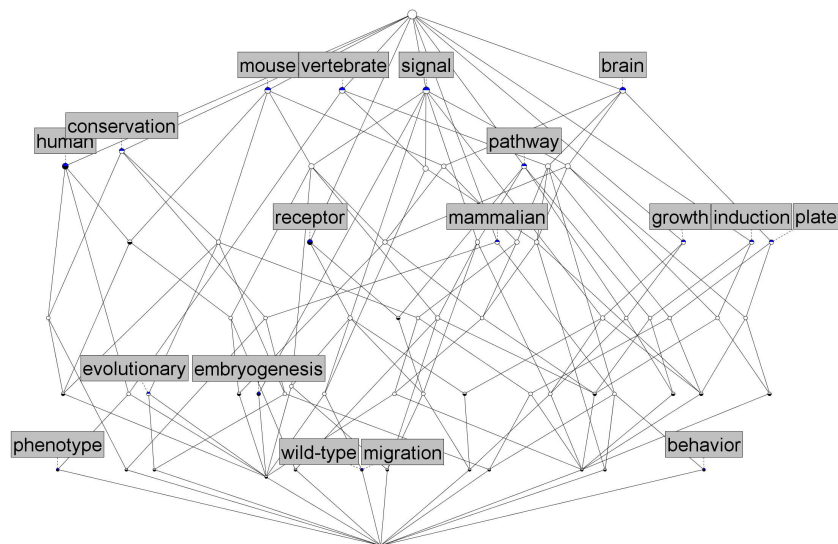 mouse vertebrate signal brain
conservation
human pathway
receptor mammalian growth induction plate
evolutionary embryogenesis
phenotype wild-type migration behavior